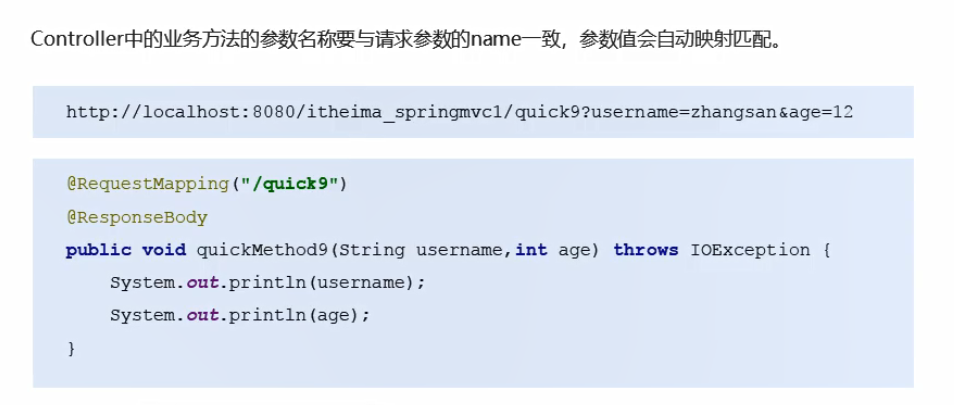 Controller中的业务方法的参数名称要与请求参数的name一致，参数值会自动映射匹配。
http://localhost:8080/itheima_springmvc1/quick9?username=zhangsan&age=12
@RequestMapping("/quick9")
@ResponseBody
public void quickMethod9(String username,int age) throws IOException {
    System.out.println(username);
    System.out.println(age);
}